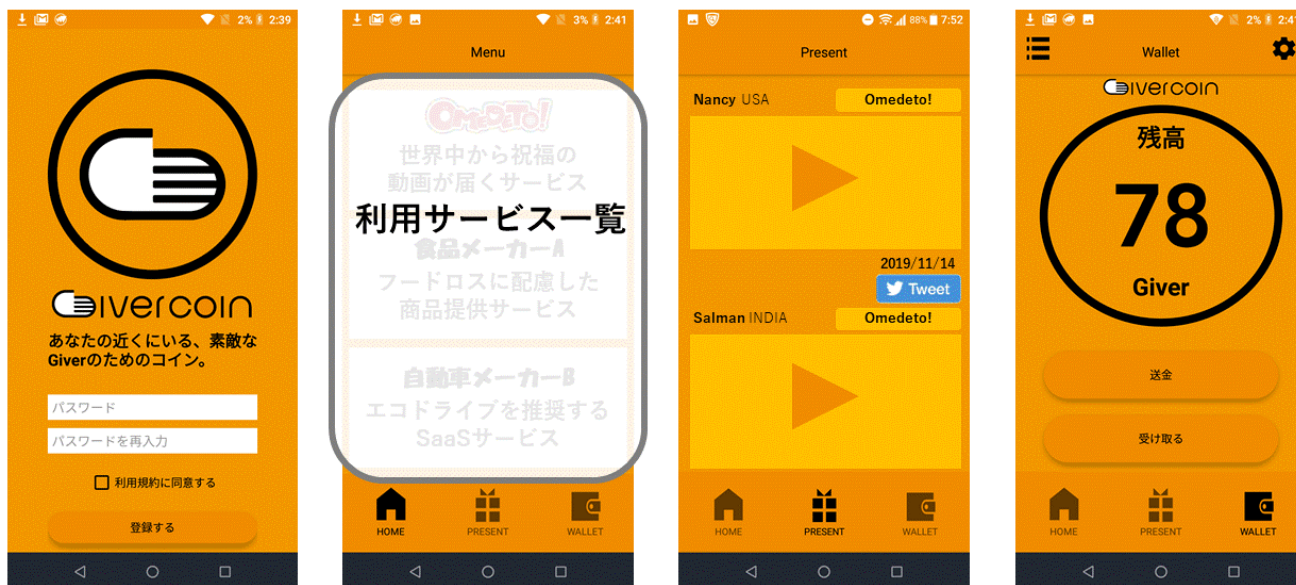 2% 2:39
Givercoin
あなたの近くにいる、素敵な
Giverのためのコイン。
パスワード
パスワードを再入力
利用規約に同意する
登録する
3% 2:41
Menu
OMEDETO!
世界中から祝福の
動画が届くサービス
利用サービス一覧
食品メーカーA
フードロスに配慮した
商品提供サービス
自動車メーカーB
エコドライブを推奨する
SaaSサービス
HOME PRESENT WALLET
88% 7:52
Present
Nancy USA Omedeto!
2019/11/14
Tweet
Salman INDIA Omedeto!
HOME PRESENT WALLET
2% 2:41
Wallet
Givercoin
残高
78
Giver
送金
受け取る
HOME PRESENT WALLET